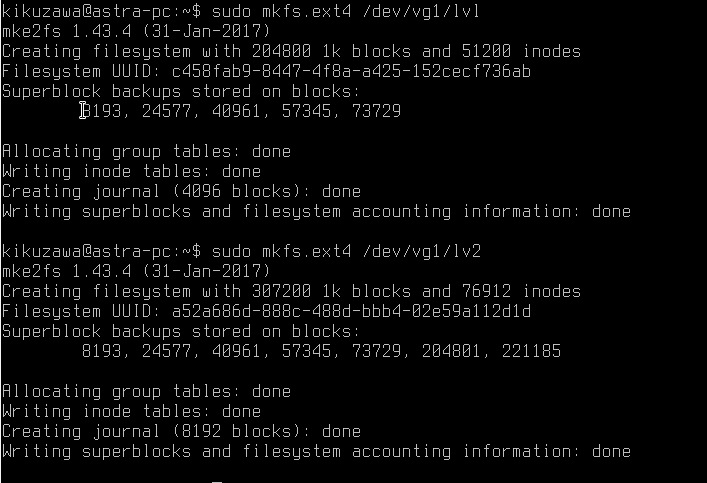 kikuzawa@astra-pc:~$ sudo mkfs.ext4 /dev/vg1/lvl
mke2fs 1.43.4 (31-Jan-2017)
Creating filesystem with 204800 1k blocks and 51200 inodes
Filesystem UUID: c458fab9-8447-4f8a-a425-152cecf736ab
Superblock backups stored on blocks:
8193, 24577, 40961, 57345, 73729
Allocating group tables: done
Writing inode tables: done
Creating journal (4096 blocks): done
Writing superblocks and filesystem accounting information: done
kikuzawa@astra-pc:~$ sudo mkfs.ext4 /dev/vg1/lv2
mke2fs 1.43.4 (31-Jan-2017)
Creating filesystem with 307200 1k blocks and 76912 inodes
Filesystem UUID: a52a686d-888c-488d-bbb4-02e59a112d1d
Superblock backups stored on blocks:
8193, 24577, 40961, 57345, 73729, 204801, 221185
Allocating group tables: done
Writing inode tables: done
Creating journal (8192 blocks): done
Writing superblocks and filesystem accounting information: done